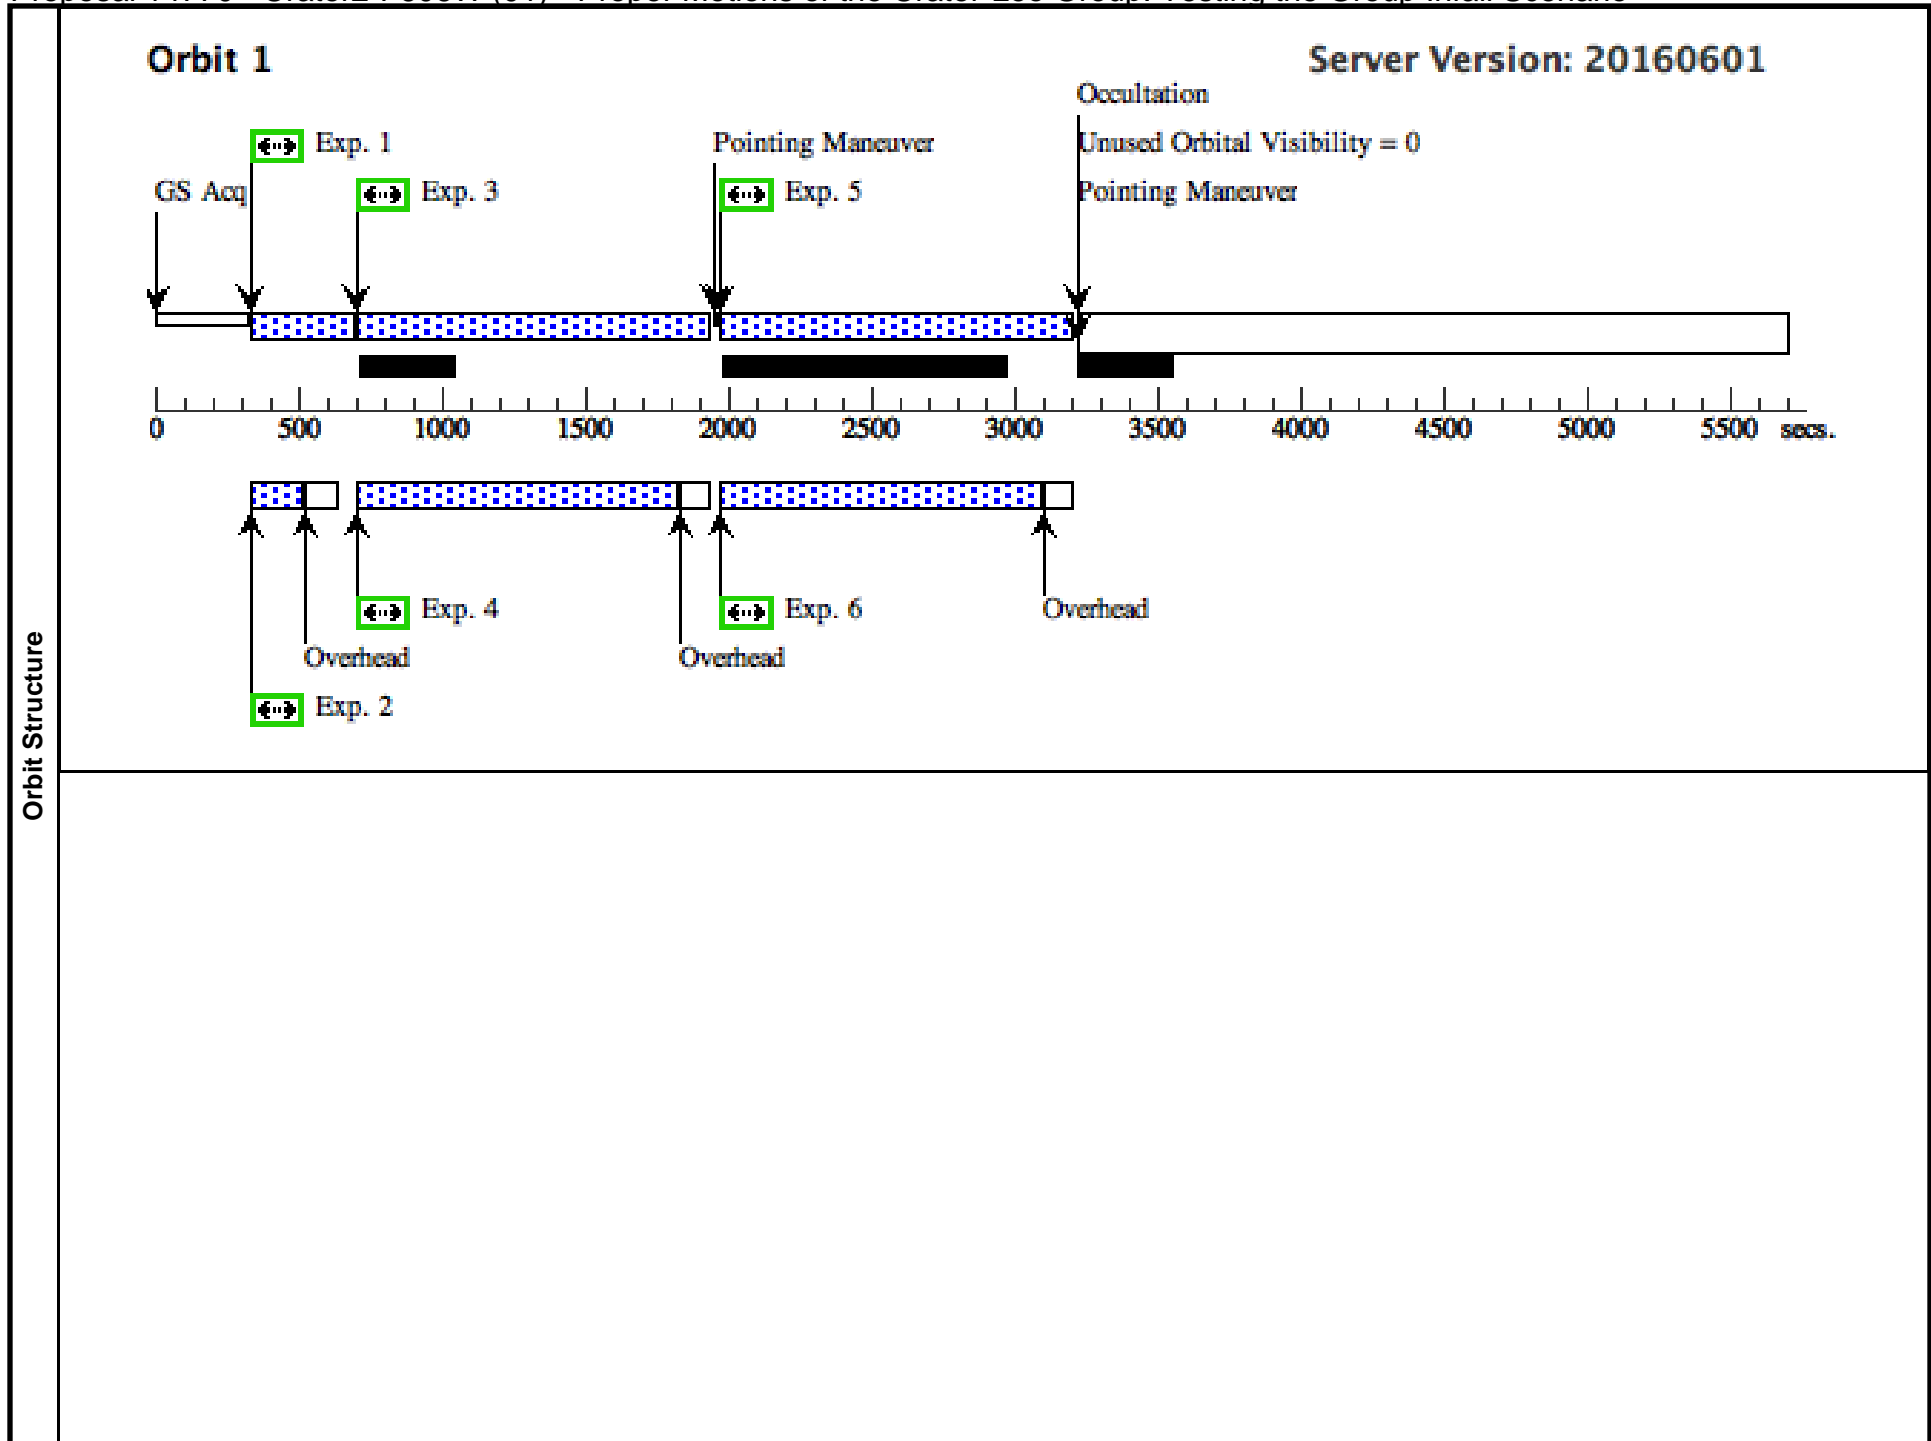 Orbit 1
Server Version: 20160601
Occultation
Exp. 1
Pointing Maneuver
Unused Orbital Visibility = 0
GS Acq
Exp. 3
Exp. 5
Pointing Maneuver
0 500 1000 1500 2000 2500 3000 3500 4000 4500 5000 5500 secs.
Exp. 4
Exp. 6
Overhead
Overhead
Overhead
Exp. 2
Orbit Structure